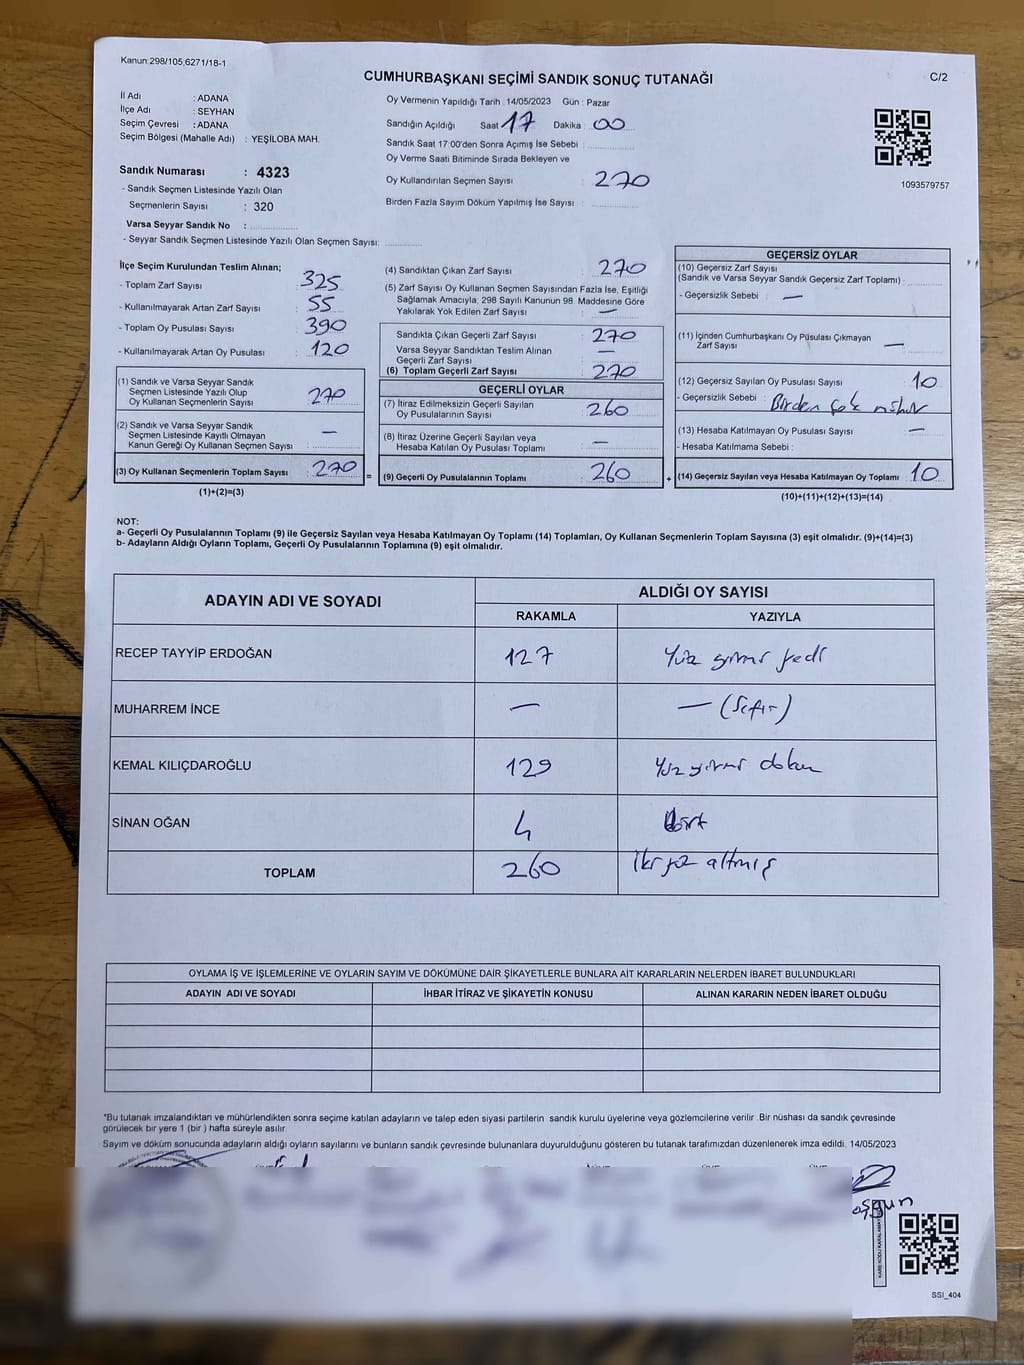 Kanun:298/105;6271/18-1
CUMHURBAŞKANI SEÇİMİ SANDIK SONUÇ TUTANAĞI
C/2
İl Adı : ADANA
İlçe Adı : SEYHAN
Seçim Çevresi : ADANA
Seçim Bölgesi (Mahalle Adı) : YEŞİLOBA MAH.
Sandık Numarası : 4323
- Sandık Seçmen Listesinde Yazılı Olan
Seçmenlerin Sayısı : 320
Varsa Seyyar Sandık No :
- Seyyar Sandık Seçmen Listesinde Yazılı Olan Seçmen Sayısı:
Oy Vermenin Yapıldığı Tarih : 14/05/2023 Gün : Pazar
Sandığın Açıldığı Saat 17 Dakika 00
Sandık Saat 17:00'den Sonra Açımış İse Sebebi :
Oy Verme Saati Bitiminde Sırada Bekleyen ve
Oy Kullandırılan Seçmen Sayısı : 270
Birden Fazla Sayım Döküm Yapılmış İse Sayısı :
1093579757
İlçe Seçim Kurulundan Teslim Alınan;
- Toplam Zarf Sayısı : 325
- Kullanılmayarak Artan Zarf Sayısı : 55
- Toplam Oy Pusulası Sayısı : 390
- Kullanılmayarak Artan Oy Pusulası : 120
(1) Sandık ve Varsa Seyyar Sandık
Seçmen Listesinde Yazılı Olup
Oy Kullanan Seçmenlerin Sayısı : 270
(2) Sandık ve Varsa Seyyar Sandık
Seçmen Listesinde Kayıtlı Olmayan
Kanun Gereği Oy Kullanan Seçmen Sayısı : —
(3) Oy Kullanan Seçmenlerin Toplam Sayısı : 270
(1)+(2)=(3)
(4) Sandıktan Çıkan Zarf Sayısı : 270
(5) Zarf Sayısı Oy Kullanan Seçmen Sayısından Fazla İse, Eşitliği
Sağlamak Amacıyla, 298 Sayılı Kanunun 98. Maddesine Göre
Yakılarak Yok Edilen Zarf Sayısı : —
Sandıkta Çıkan Geçerli Zarf Sayısı : 270
Varsa Seyyar Sandıktan Teslim Alınan
Geçerli Zarf Sayısı : —
(6) Toplam Geçerli Zarf Sayısı : 270
GEÇERLİ OYLAR
(7) İtiraz Edilmeksizin Geçerli Sayılan
Oy Pusulalarının Sayısı : 260
(8) İtiraz Üzerine Geçerli Sayılan veya
Hesaba Katılan Oy Pusulası Toplamı : —
= (9) Geçerli Oy Pusulalarının Toplamı : 260 +
GEÇERSİZ OYLAR
(10) Geçersiz Zarf Sayısı
(Sandık ve Varsa Seyyar Sandık Geçersiz Zarf Toplamı) :
- Geçersizlik Sebebi : —
(11) İçinden Cumhurbaşkanı Oy Pusulası Çıkmayan
Zarf Sayısı : —
(12) Geçersiz Sayılan Oy Pusulası Sayısı : 10
- Geçersizlik Sebebi : Birden çok mühür
(13) Hesaba Katılmayan Oy Pusulası Sayısı : —
- Hesaba Katılmama Sebebi :
(14) Geçersiz Sayılan veya Hesaba Katılmayan Oy Toplamı : 10
(10)+(11)+(12)+(13)=(14)
NOT:
a- Geçerli Oy Pusulalarının Toplamı (9) ile Geçersiz Sayılan veya Hesaba Katılmayan Oy Toplamı (14) Toplamları, Oy Kullanan Seçmenlerin Toplam Sayısına (3) eşit olmalıdır. (9)+(14)=(3)
b- Adayların Aldığı Oyların Toplamı, Geçerli Oy Pusulalarının Toplamına (9) eşit olmalıdır.
ADAYIN ADI VE SOYADI ALDIĞI OY SAYISI
RAKAMLA YAZIYLA
RECEP TAYYİP ERDOĞAN 127 Yüz yirmi yedi
MUHARREM İNCE — — (Sıfır)
KEMAL KILIÇDAROĞLU 129 Yüz yirmi dokuz
SİNAN OĞAN 4 dört
TOPLAM 260 iki yüz altmış
OYLAMA İŞ VE İŞLEMLERİNE VE OYLARIN SAYIM VE DÖKÜMÜNE DAİR ŞİKAYETLERLE BUNLARA AİT KARARLARIN NELERDEN İBARET BULUNDUKLARI
ADAYIN ADI VE SOYADI İHBAR İTİRAZ VE ŞİKAYETİN KONUSU ALINAN KARARIN NEDEN İBARET OLDUĞU
*Bu tutanak imzalandıktan ve mühürlendikten sonra seçime katılan adayların ve talep eden siyasi partilerin sandık kurulu üyelerine veya gözlemcilerine verilir .Bir nüshası da sandık çevresinde
görülecek bir yere 1 (bir ) hafta süreyle asılır.
Sayım ve döküm sonucunda adayların aldığı oyların sayılarını ve bunların sandık çevresinde bulunanlara duyurulduğunu gösteren bu tutanak tarafımızdan düzenlenerek imza edildi. 14/05/2023
SSI_404